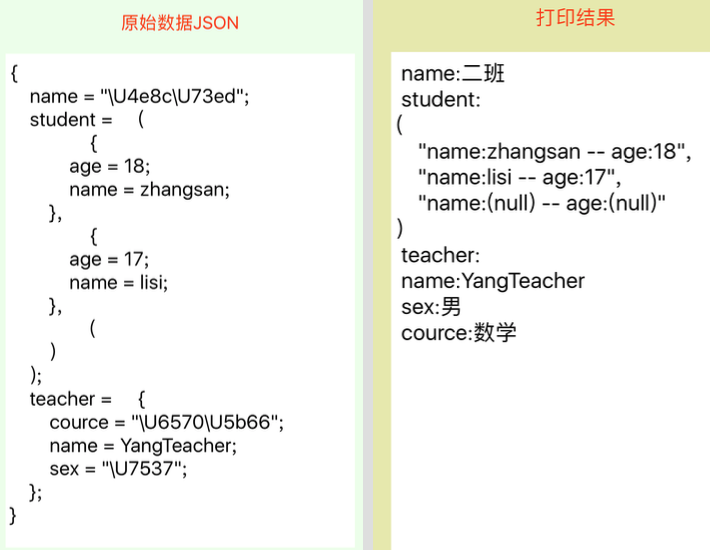 原始数据JSON
{
name = "\U4e8c\U73ed";
student = (
{
age = 18;
name = zhangsan;
},
{
age = 17;
name = lisi;
},
(
)
);
teacher = {
cource = "\U6570\U5b66";
name = YangTeacher;
sex = "\U7537";
};
}
打印结果
name:二班
student:
(
"name:zhangsan -- age:18",
"name:lisi -- age:17",
"name:(null) -- age:(null)"
)
teacher:
name:YangTeacher
sex:男
cource:数学